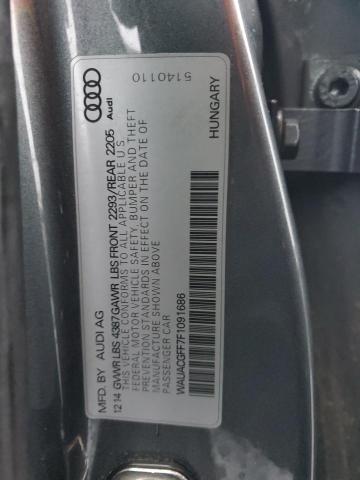 MFD. BY AUDI AG
12 14 GVWR LBS 4387 GAWR LBS FRONT 2293/REAR 2205
THIS VEHICLE CONFORMS TO ALL APPLICABLE U S
FEDERAL MOTOR VEHICLE SAFETY, BUMPER AND THEFT
PREVENTION STANDARDS IN EFFECT ON THE DATE OF
MANUFACTURE SHOWN ABOVE
PASSENGER CAR
WAUACGFF7F1091686
Audi
5140110
HUNGARY